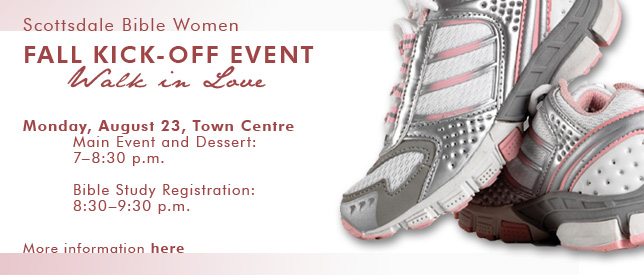 Scottsdale Bible Women
FALL KICK-OFF EVENT
Walk in Love
Monday, August 23, Town Centre
Main Event and Dessert:
7–8:30 p.m.
Bible Study Registration:
8:30–9:30 p.m.
More information here